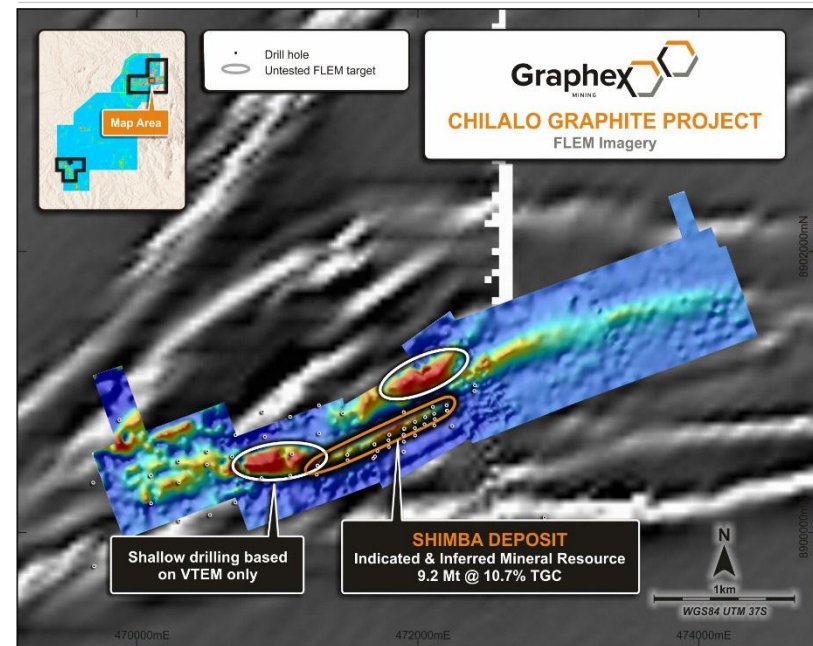 Map Area
Drill hole
Untested FLEM target
Graphex
MINING
CHILALO GRAPHITE PROJECT
FLEM Imagery
8902000mN
Shallow drilling based
on VTEM only
SHIMBA DEPOSIT
Indicated & Inferred Mineral Resource
9.2 Mt @ 10.7% TGC
8900000mN
N
1km
WGS84 UTM 37S
470000mE
472000mE
474000mE